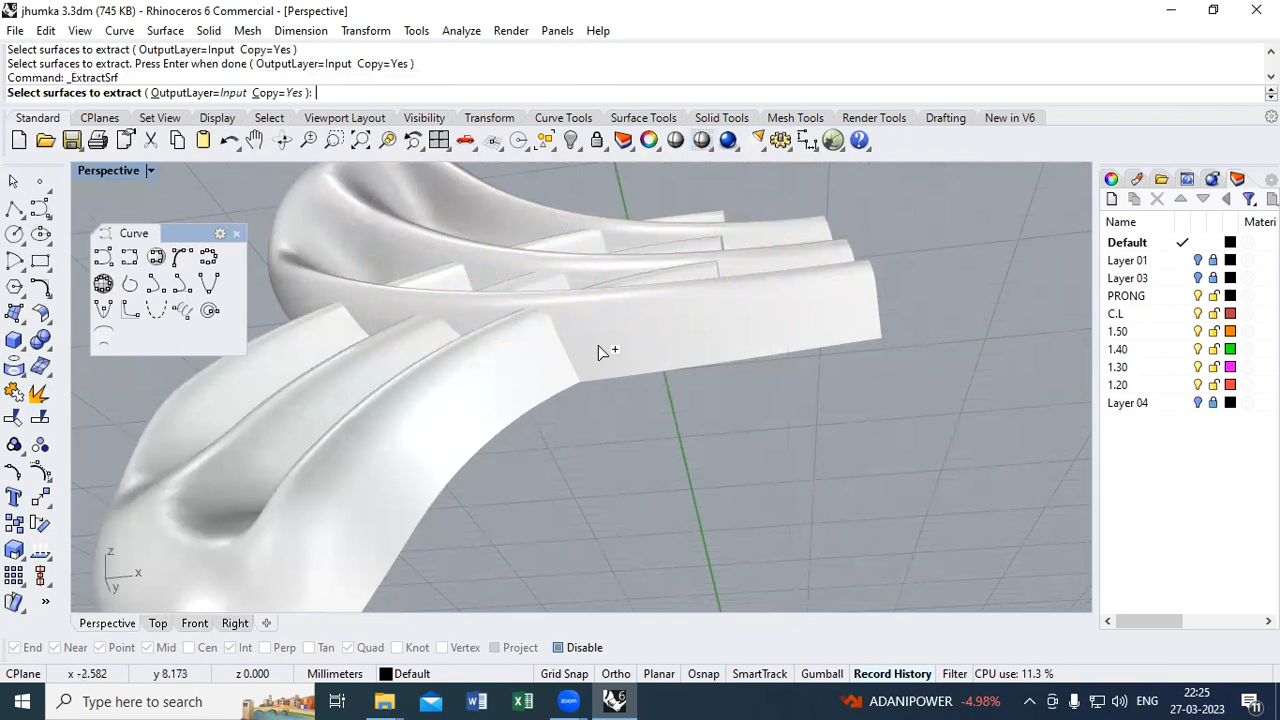 jhumka 3.3dm (745 KB) - Rhinoceros 6 Commercial - [Perspective]
File Edit View Curve Surface Solid Mesh Dimension Transform Tools Analyze Render Panels Help
Select surfaces to extract ( OutputLayer=Input Copy=Yes )
Select surfaces to extract. Press Enter when done ( OutputLayer=Input Copy=Yes )
Command: _ExtractSrf
Select surfaces to extract ( OutputLayer=Input Copy=Yes ):
Standard CPlanes Set View Display Select Viewport Layout Visibility Transform Curve Tools Surface Tools Solid Tools Mesh Tools Render Tools Drafting New in V6
Perspective
Curve
Name Materi
Default
Layer 01
Layer 03
PRONG
C.L
1.50
1.40
1.30
1.20
Layer 04
z
x
y
Perspective Top Front Right
End Near Point Mid Cen Int Perp Tan Quad Knot Vertex Project Disable
CPlane x -2.582 y 8.173 z 0.000 Millimeters Default Grid Snap Ortho Planar Osnap SmartTrack Gumball Record History Filter CPU use: 11.3 %
Type here to search
ADANIPOWER -4.98%
ENG
22:25
27-03-2023
11